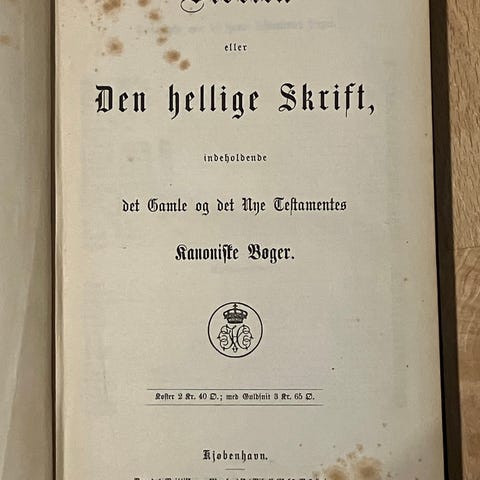 eller
Den hellige Skrift,
indeholdende
det Gamle og det Nye Testamentes
Kanoniske Bøger.
Koster 2 Kr. 40 Ø.; med Guldsnit 3 Kr. 65 Ø.
Kjøbenhavn.